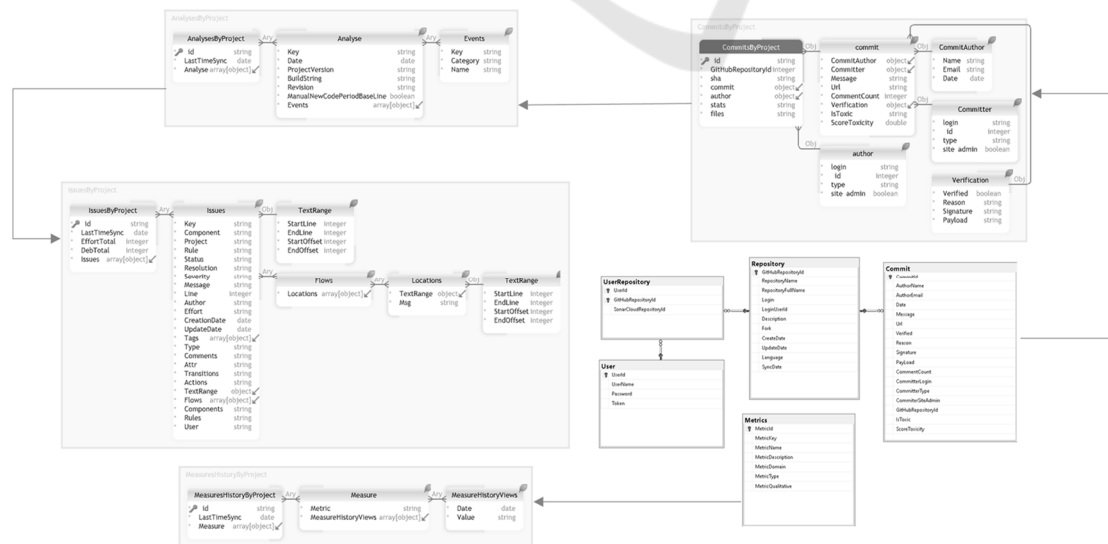 AnalysesByProject
AnalysesByProject
Id string
LastTimeSync date
Analyse array[object]
Ary
Analyse
Key string
Date date
ProjectVersion string
BuildString string
Revision string
ManualNewCodePeriodBaseLine boolean
Events array[object]
Ary
Events
Key string
Category string
Name string
CommitsByProject
CommitsByProject
Id string
GitHubRepositoryId integer
sha string
commit object
author object
stats string
files string
Obj
commit
CommitAuthor object
Committer object
Message string
Url string
CommentCount integer
Verification object
IsToxic string
ScoreToxicity double
Obj
CommitAuthor
Name string
Email string
Date date
Obj
Committer
login string
id integer
type string
site admin boolean
Obj
author
login string
id integer
type string
site admin boolean
Verification
Obj
Verified boolean
Reason string
Signature string
Payload string
IssuesByProject
IssuesByProject
Id string
LastTimeSync date
EffortTotal integer
DebTotal integer
Issues array[object]
Ary
Issues
Key string
Component string
Project string
Rule string
Status string
Resolution string
Severity string
Message string
Line integer
Author string
Effort string
CreationDate date
UpdateDate date
Tags array[object]
Type string
Comments string
Attr string
Transitions string
Actions string
TextRange object
Flows array[object]
Components string
Rules string
User string
Obj
TextRange
StartLine integer
EndLine integer
StartOffset integer
EndOffset integer
Ary
Flows
Locations array[object]
Ary
Locations
TextRange object
Msg string
Obj
TextRange
StartLine integer
EndLine integer
StartOffset integer
EndOffset integer
UserRepository
UserId
GitHubRepositoryId
SonarCloudRepositoryId
User
UserId
UserName
Password
Token
Repository
GitHubRepositoryId
RepositoryName
RepositoryFullName
Login
LoginUserId
Description
Fork
CreateDate
UpdateDate
Language
SyncDate
Commit
CommitId
AuthorName
AuthorEmail
Date
Message
Url
Verified
Reason
Signature
PayLoad
CommentCount
CommitterLogin
CommitterType
CommiterSiteAdmin
GitHubRepositoryId
IsToxic
ScoreToxicity
Metrics
MetricId
MetricKey
MetricName
MetricDescription
MetricDomain
MetricType
MetricQualitative
MeasuresHistoryByProject
MeasuresHistoryByProject
Id string
LastTimeSync date
Measure array[object]
Ary
Measure
Metric string
MeasureHistoryViews array[object]
Ary
MeasureHistoryViews
Date date
Value string